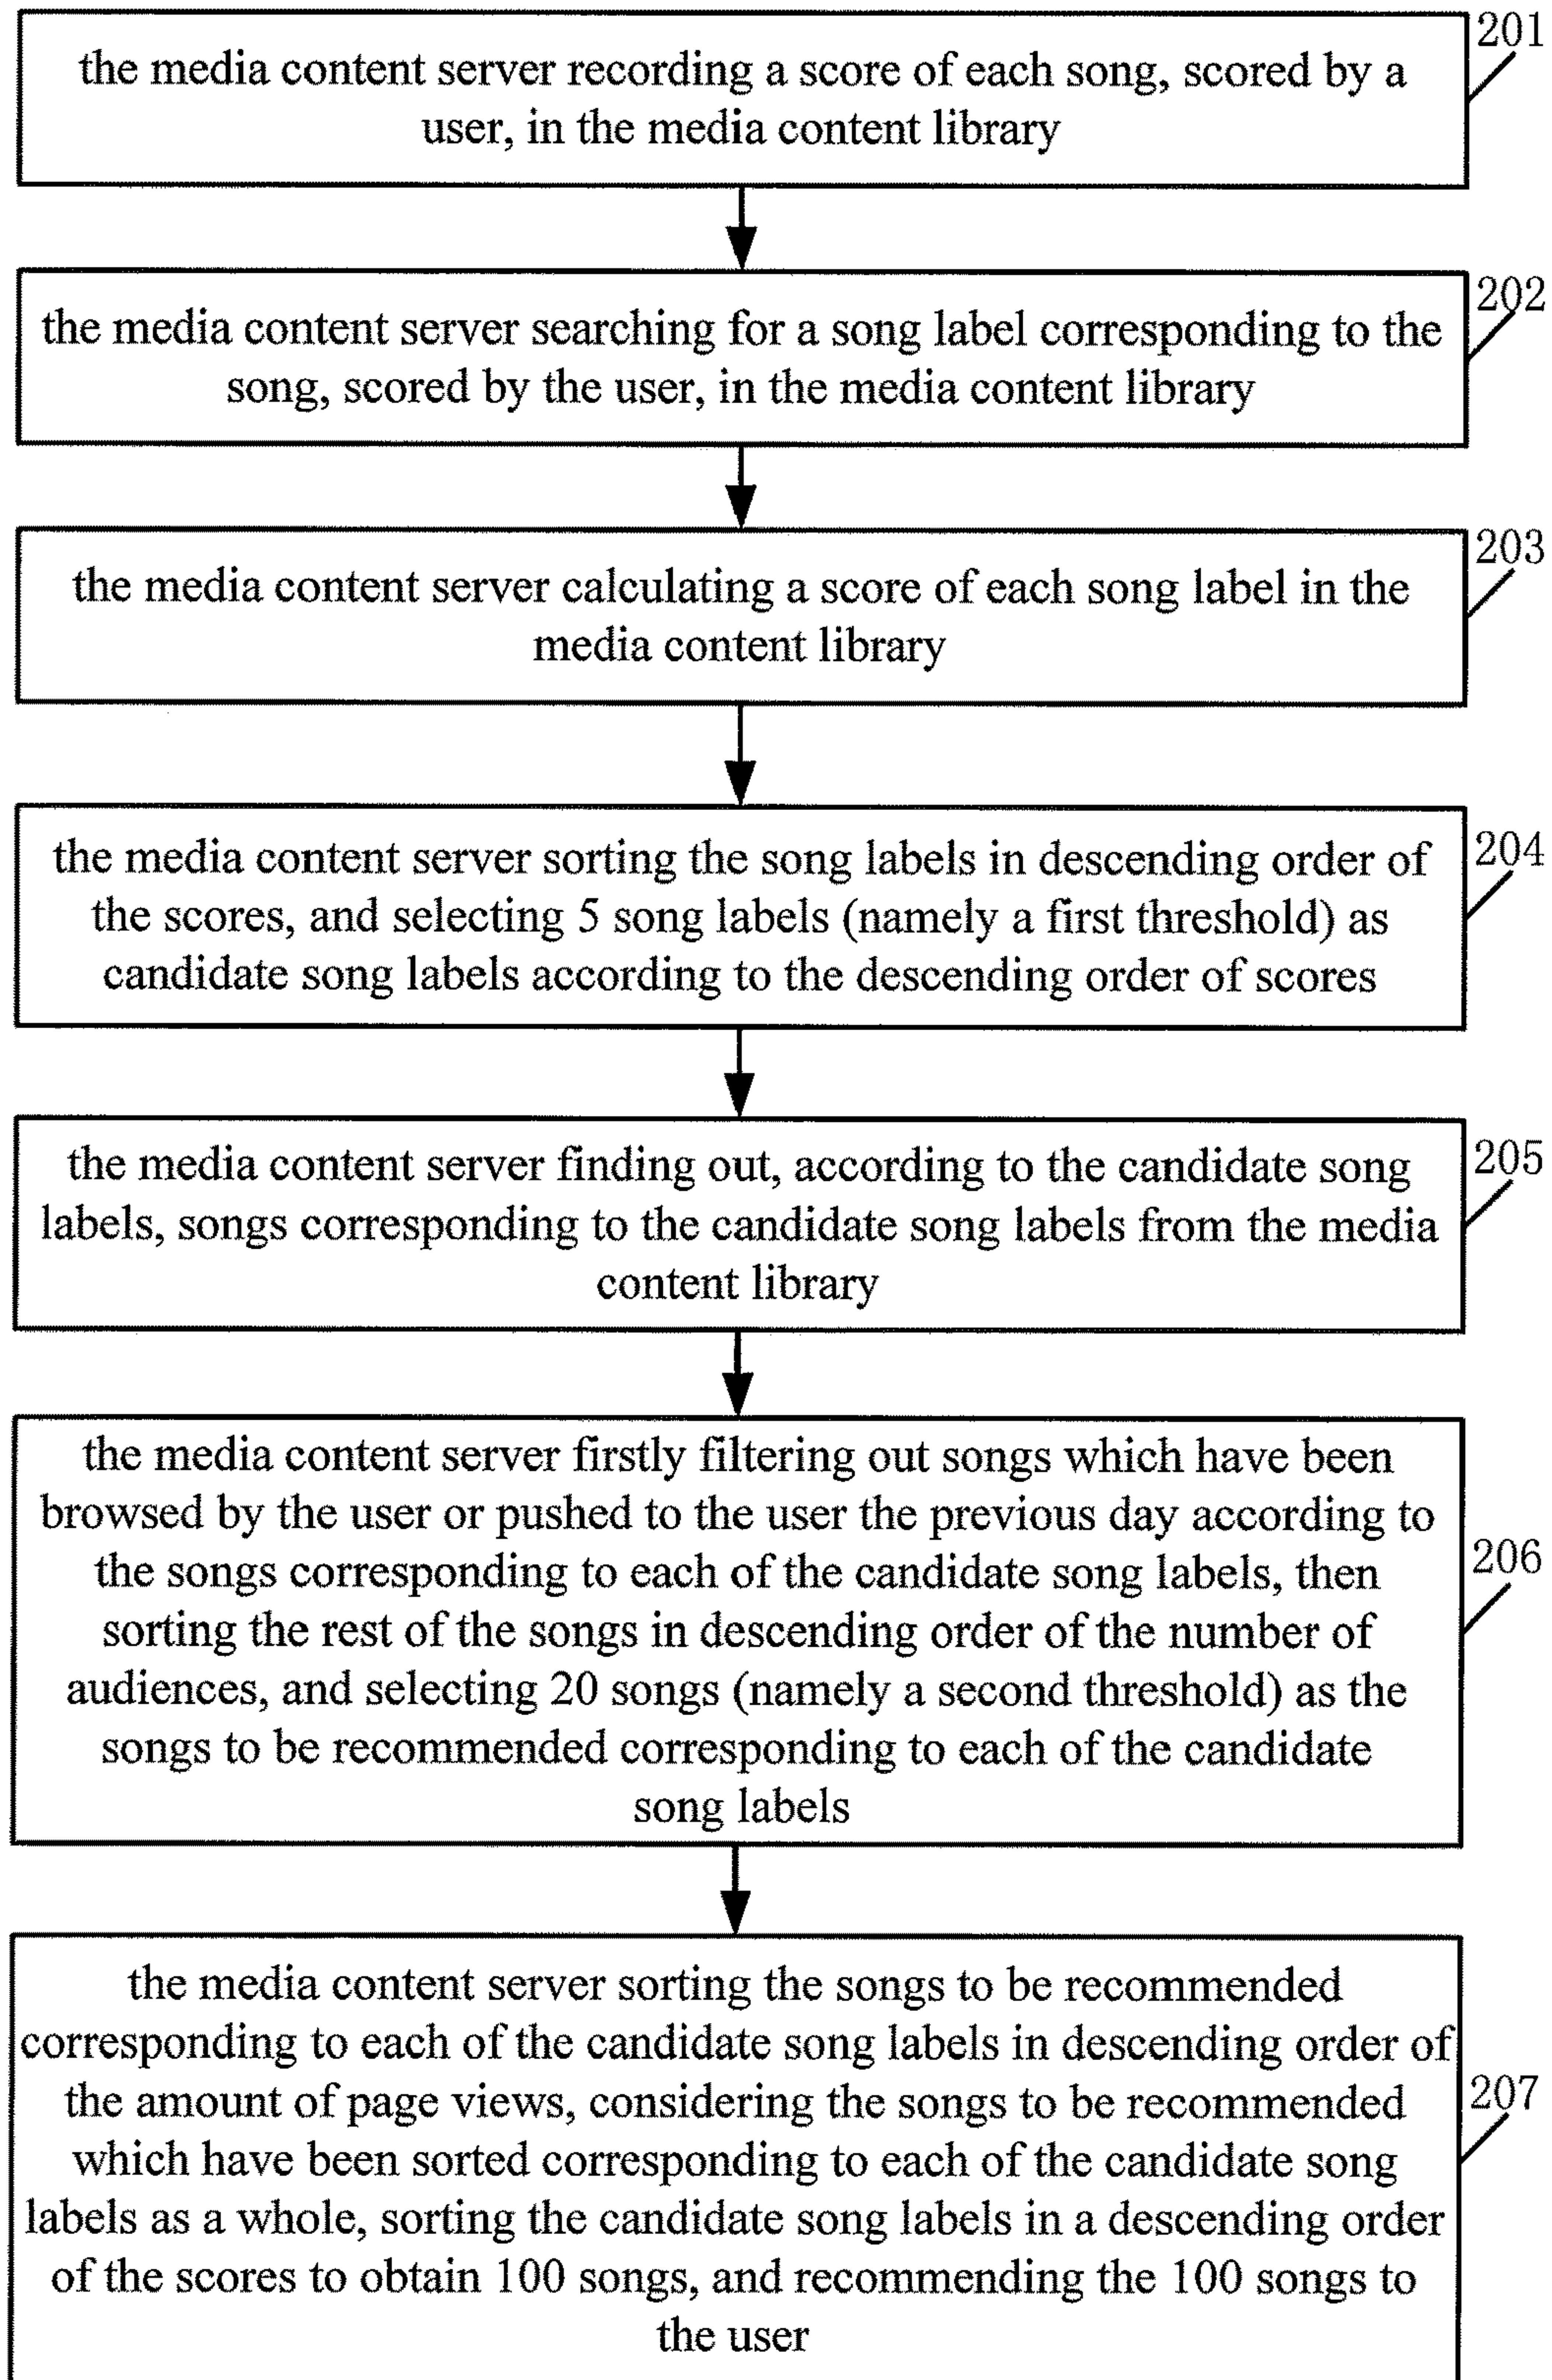 201
the media content server recording a score of each song, scored by a
user, in the media content library
202
the media content server searching for a song label corresponding to the
song, scored by the user, in the media content library
203
the media content server calculating a score of each song label in the
media content library
204
the media content server sorting the song labels in descending order of
the scores, and selecting 5 song labels (namely a first threshold) as
candidate song labels according to the descending order of scores
205
the media content server finding out, according to the candidate song
labels, songs corresponding to the candidate song labels from the media
content library
the media content server firstly filtering out songs which have been
browsed by the user or pushed to the user the previous day according to
the songs corresponding to each of the candidate song labels, then
206
sorting the rest of the songs in descending order of the number of
audiences, and selecting 20 songs (namely a second threshold) as the
songs to be recommended corresponding to each of the candidate
song labels
the media content server sorting the songs to be recommended
corresponding to each of the candidate song labels in descending order of
the amount of page views, considering the songs to be recommended
207
which have been sorted corresponding to each of the candidate song
labels as a whole, sorting the candidate song labels in a descending order
of the scores to obtain 100 songs, and recommending the 100 songs to
the user